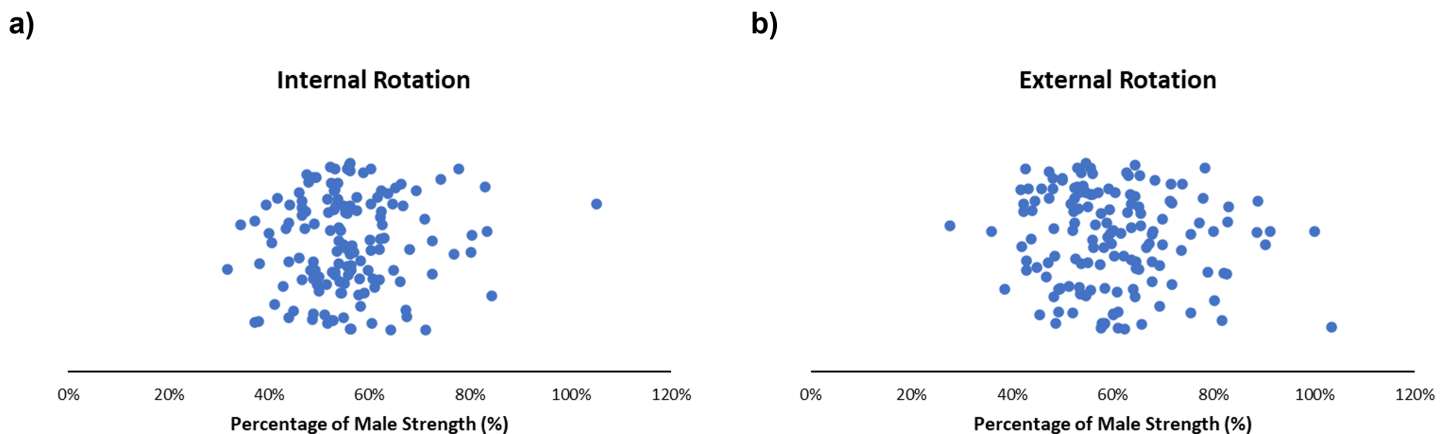 a)
Internal Rotation
0% 20% 40% 60% 80% 100% 120%
Percentage of Male Strength (%)
b)
External Rotation
0% 20% 40% 60% 80% 100% 120%
Percentage of Male Strength (%)